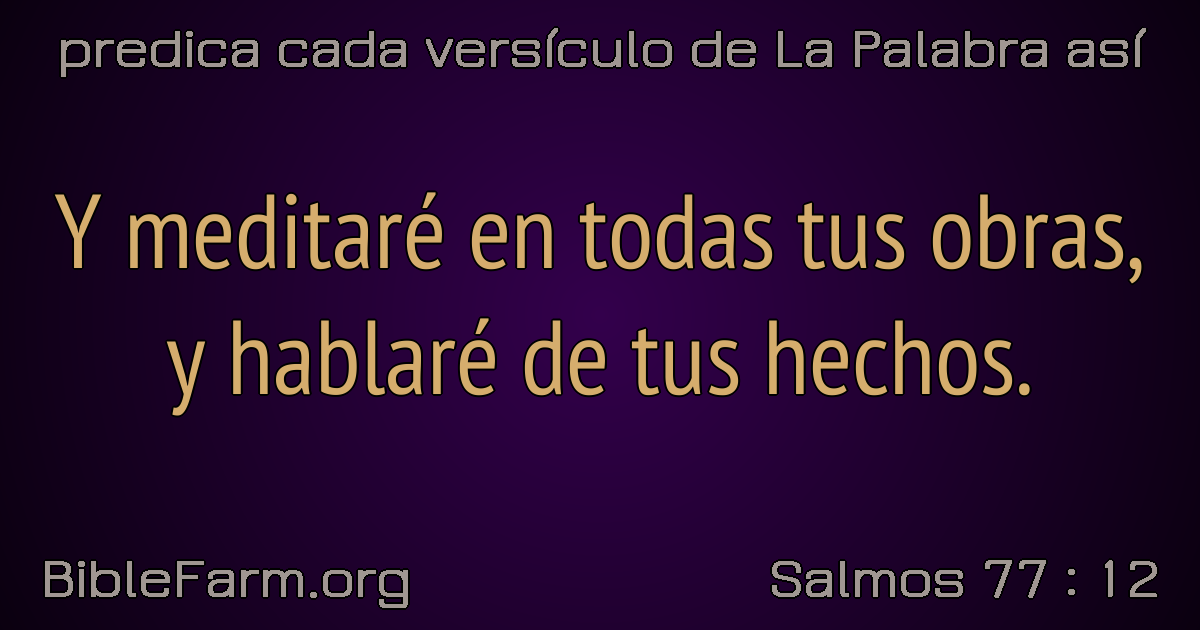 predica cada versículo de La Palabra así
Y meditaré en todas tus obras,
y hablaré de tus hechos.
BibleFarm.org
Salmos 77 : 12